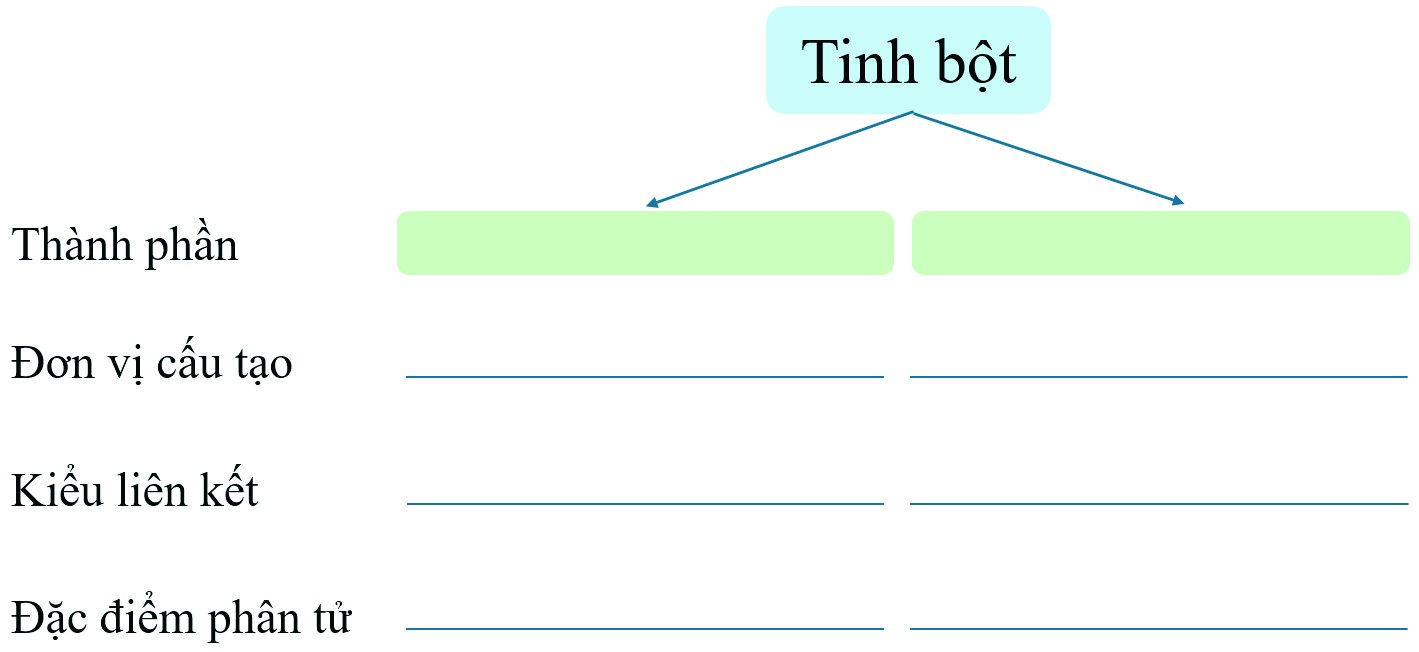 Tinh bột
Thành phần
Đơn vị cấu tạo
Kiểu liên kết
Đặc điểm phân tử